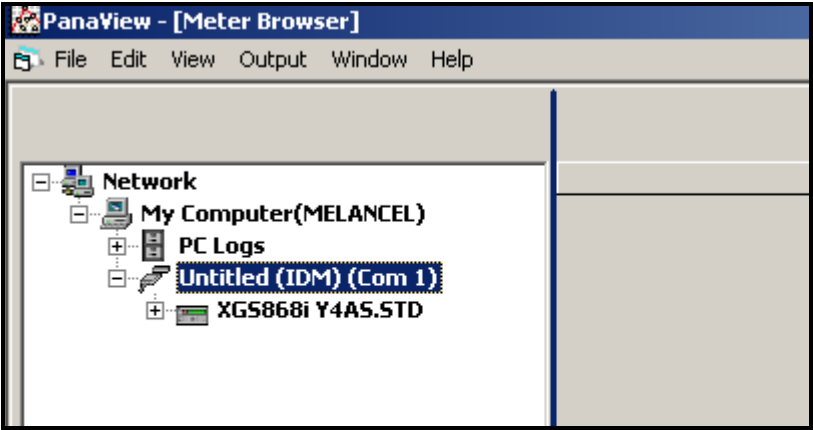 PanaView - [Meter Browser]
File Edit View Output Window Help
Network
My Computer(MELANCEL)
PC Logs
Untitled (IDM) (Com 1)
XGS868i Y4AS.STD